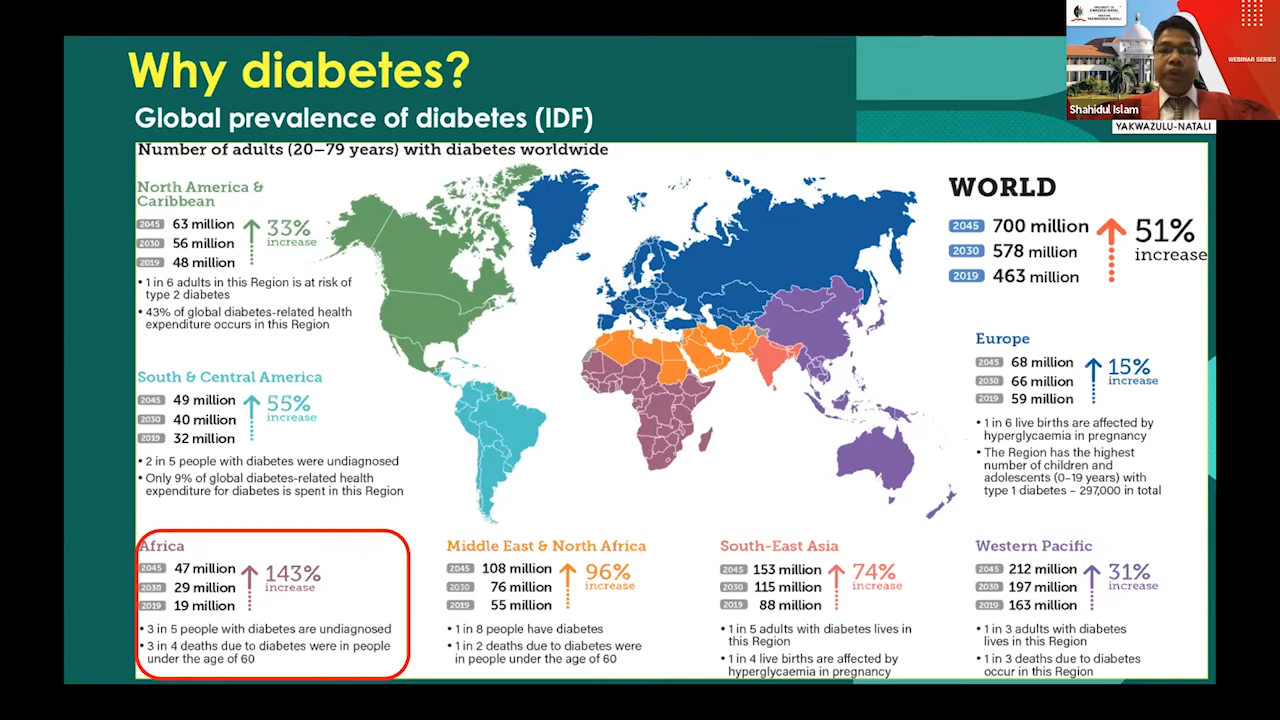 Why diabetes?
Global prevalence of diabetes (IDF)
Number of adults (20–79 years) with diabetes worldwide
North America &
Caribbean
2045 63 million
2030 56 million
2019 48 million
33%
increase
• 1 in 6 adults in this Region is at risk of
type 2 diabetes
• 43% of global diabetes-related health
expenditure occurs in this Region
South & Central America
2045 49 million
2030 40 million
2019 32 million
55%
increase
• 2 in 5 people with diabetes were undiagnosed
• Only 9% of global diabetes-related health
expenditure for diabetes is spent in this Region
WORLD
2045 700 million
2030 578 million
2019 463 million
51%
increase
Europe
2045 68 million
2030 66 million
2019 59 million
15%
increase
• 1 in 6 live births are affected by
hyperglycaemia in pregnancy
• The Region has the highest
number of children and
adolescents (0–19 years) with
type 1 diabetes – 297,000 in total
Africa
2045 47 million
2030 29 million
2019 19 million
143%
increase
• 3 in 5 people with diabetes are undiagnosed
• 3 in 4 deaths due to diabetes were in people
under the age of 60
Middle East & North Africa
2045 108 million
2030 76 million
2019 55 million
96%
increase
• 1 in 8 people have diabetes
• 1 in 2 deaths due to diabetes were
in people under the age of 60
South-East Asia
2045 153 million
2030 115 million
2019 88 million
74%
increase
• 1 in 5 adults with diabetes lives in
this Region
• 1 in 4 live births are affected by
hyperglycaemia in pregnancy
Western Pacific
2045 212 million
2030 197 million
2019 163 million
31%
increase
• 1 in 3 adults with diabetes
lives in this Region
• 1 in 3 deaths due to diabetes
occur in this Region
UNIVERSITY OF
KWAZULU-NATAL
INYUVESI
YAKWAZULU-NATALI
WEBINAR SERIES
Shahidul Islam
YAKWAZULU-NATALI